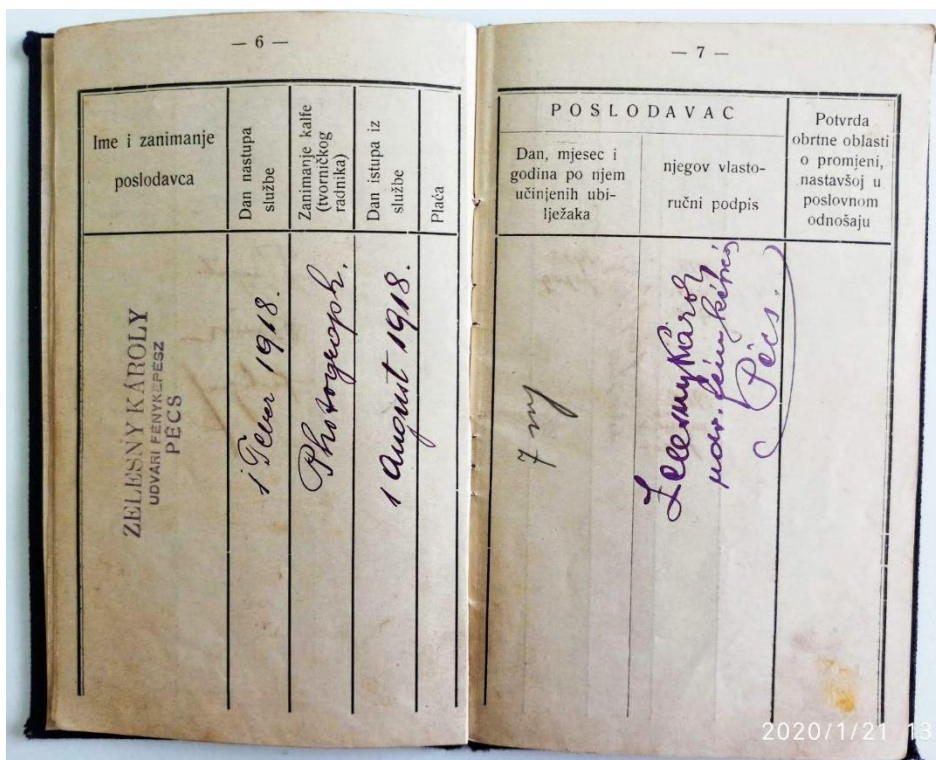 — 6 —
Ime i zanimanje
poslodavca
Dan nastupa
službe
Zanimanje kalfe
(tvorničkog
radnika)
Dan istupa iz
službe
Plaća
ZELESNY KÁROLY
UDVARI FÉNYKÉPÉSZ
PÉCS
1918.
Photograph.
1 August 1918.
— 7 —
POSLODAVAC
Dan, mjesec i
godina po njem
učinjenih ubi-
lježaka
njegov vlasto-
ručni podpis
Potvrda
obrtne oblasti
o promjeni,
nastavšoj u
poslovnom
odnošaju
7
Zelesny Károly
udv. fényképész
Pécs.
2020/1/21 13